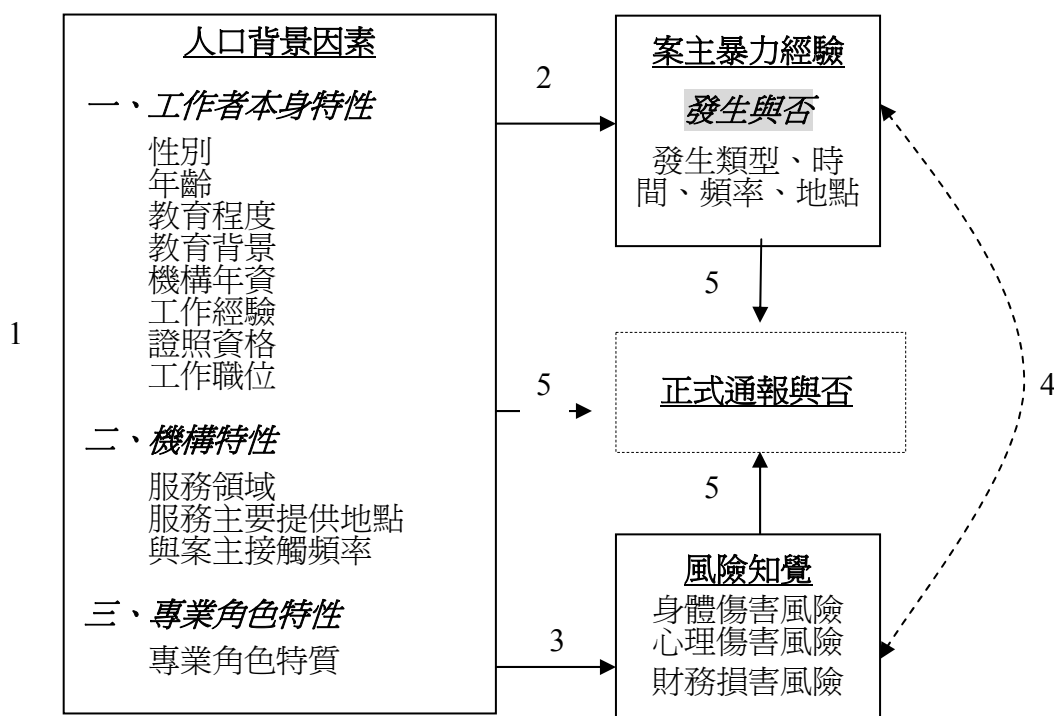 1
人口背景因素
一、工作者本身特性
性別
年齡
教育程度
教育背景
機構年資
工作經驗
證照資格
工作職位
二、機構特性
服務領域
服務主要提供地點
與案主接觸頻率
三、專業角色特性
專業角色特質
2
5
3
案主暴力經驗
發生與否
發生類型、時
間、頻率、地點
5
正式通報與否
5
風險知覺
身體傷害風險
心理傷害風險
財務損害風險
4